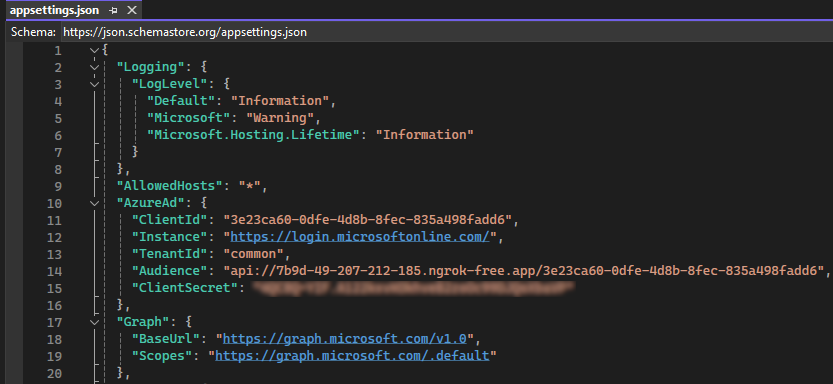 appsettings.json
Schema: https://json.schemastore.org/appsettings.json
1 {
2 "Logging": {
3 "LogLevel": {
4 "Default": "Information",
5 "Microsoft": "Warning",
6 "Microsoft.Hosting.Lifetime": "Information"
7 }
8 },
9 "AllowedHosts": "*",
10 "AzureAd": {
11 "ClientId": "3e23ca60-0dfe-4d8b-8fec-835a498fadd6",
12 "Instance": "https://login.microsoftonline.com/",
13 "TenantId": "common",
14 "Audience": "api://7b9d-49-207-212-185.ngrok-free.app/3e23ca60-0dfe-4d8b-8fec-835a498fadd6",
15 "ClientSecret":
16 },
17 "Graph": {
18 "BaseUrl": "https://graph.microsoft.com/v1.0",
19 "Scopes": "https://graph.microsoft.com/.default"
20 },